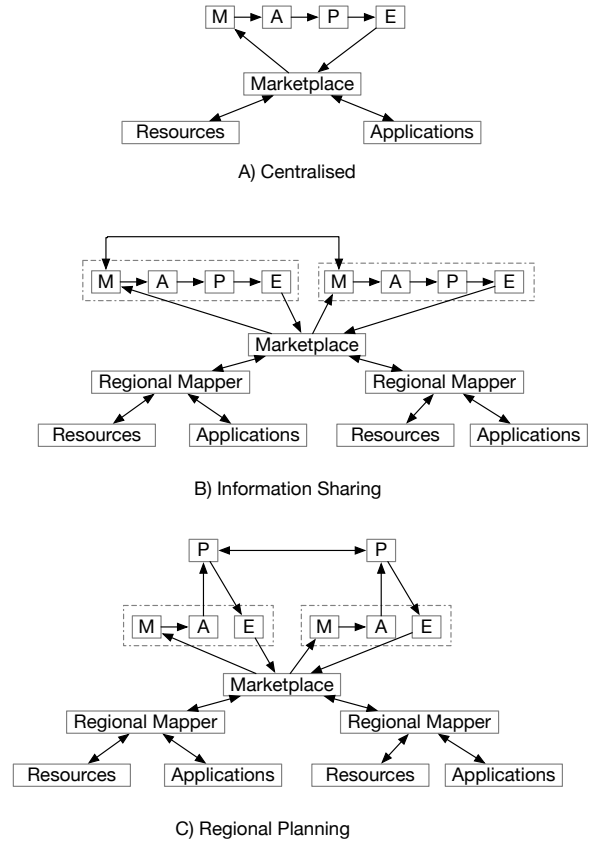 M A P E
Marketplace
Resources Applications
A) Centralised
M A P E M A P E
Marketplace
Regional Mapper Regional Mapper
Resources Applications Resources Applications
B) Information Sharing
P P
M A E M A E
Marketplace
Regional Mapper Regional Mapper
Resources Applications Resources Applications
C) Regional Planning